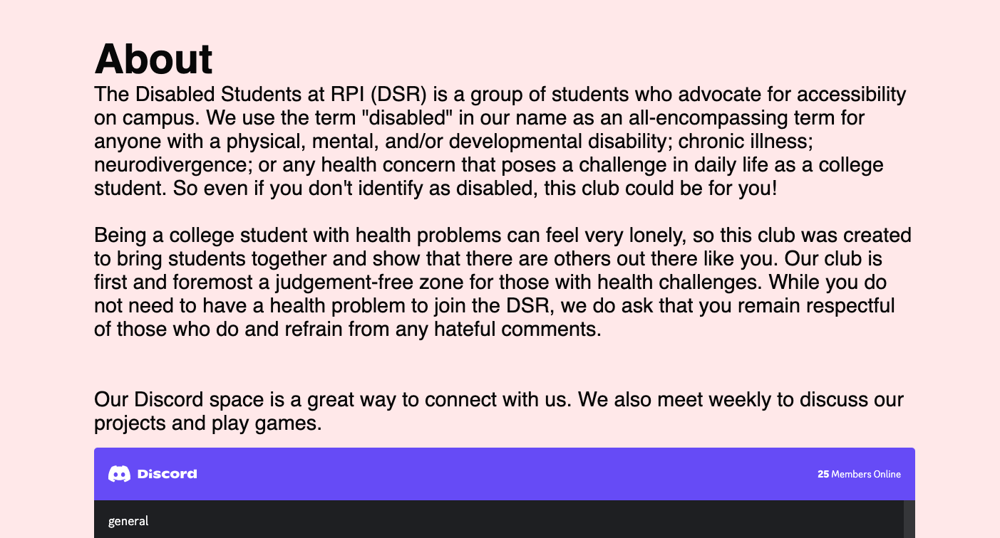 About
The Disabled Students at RPI (DSR) is a group of students who advocate for accessibility
on campus. We use the term "disabled" in our name as an all-encompassing term for
anyone with a physical, mental, and/or developmental disability; chronic illness;
neurodivergence; or any health concern that poses a challenge in daily life as a college
student. So even if you don't identify as disabled, this club could be for you!
Being a college student with health problems can feel very lonely, so this club was created
to bring students together and show that there are others out there like you. Our club is
first and foremost a judgement-free zone for those with health challenges. While you do
not need to have a health problem to join the DSR, we do ask that you remain respectful
of those who do and refrain from any hateful comments.
Our Discord space is a great way to connect with us. We also meet weekly to discuss our
projects and play games.
Discord
25 Members Online
general